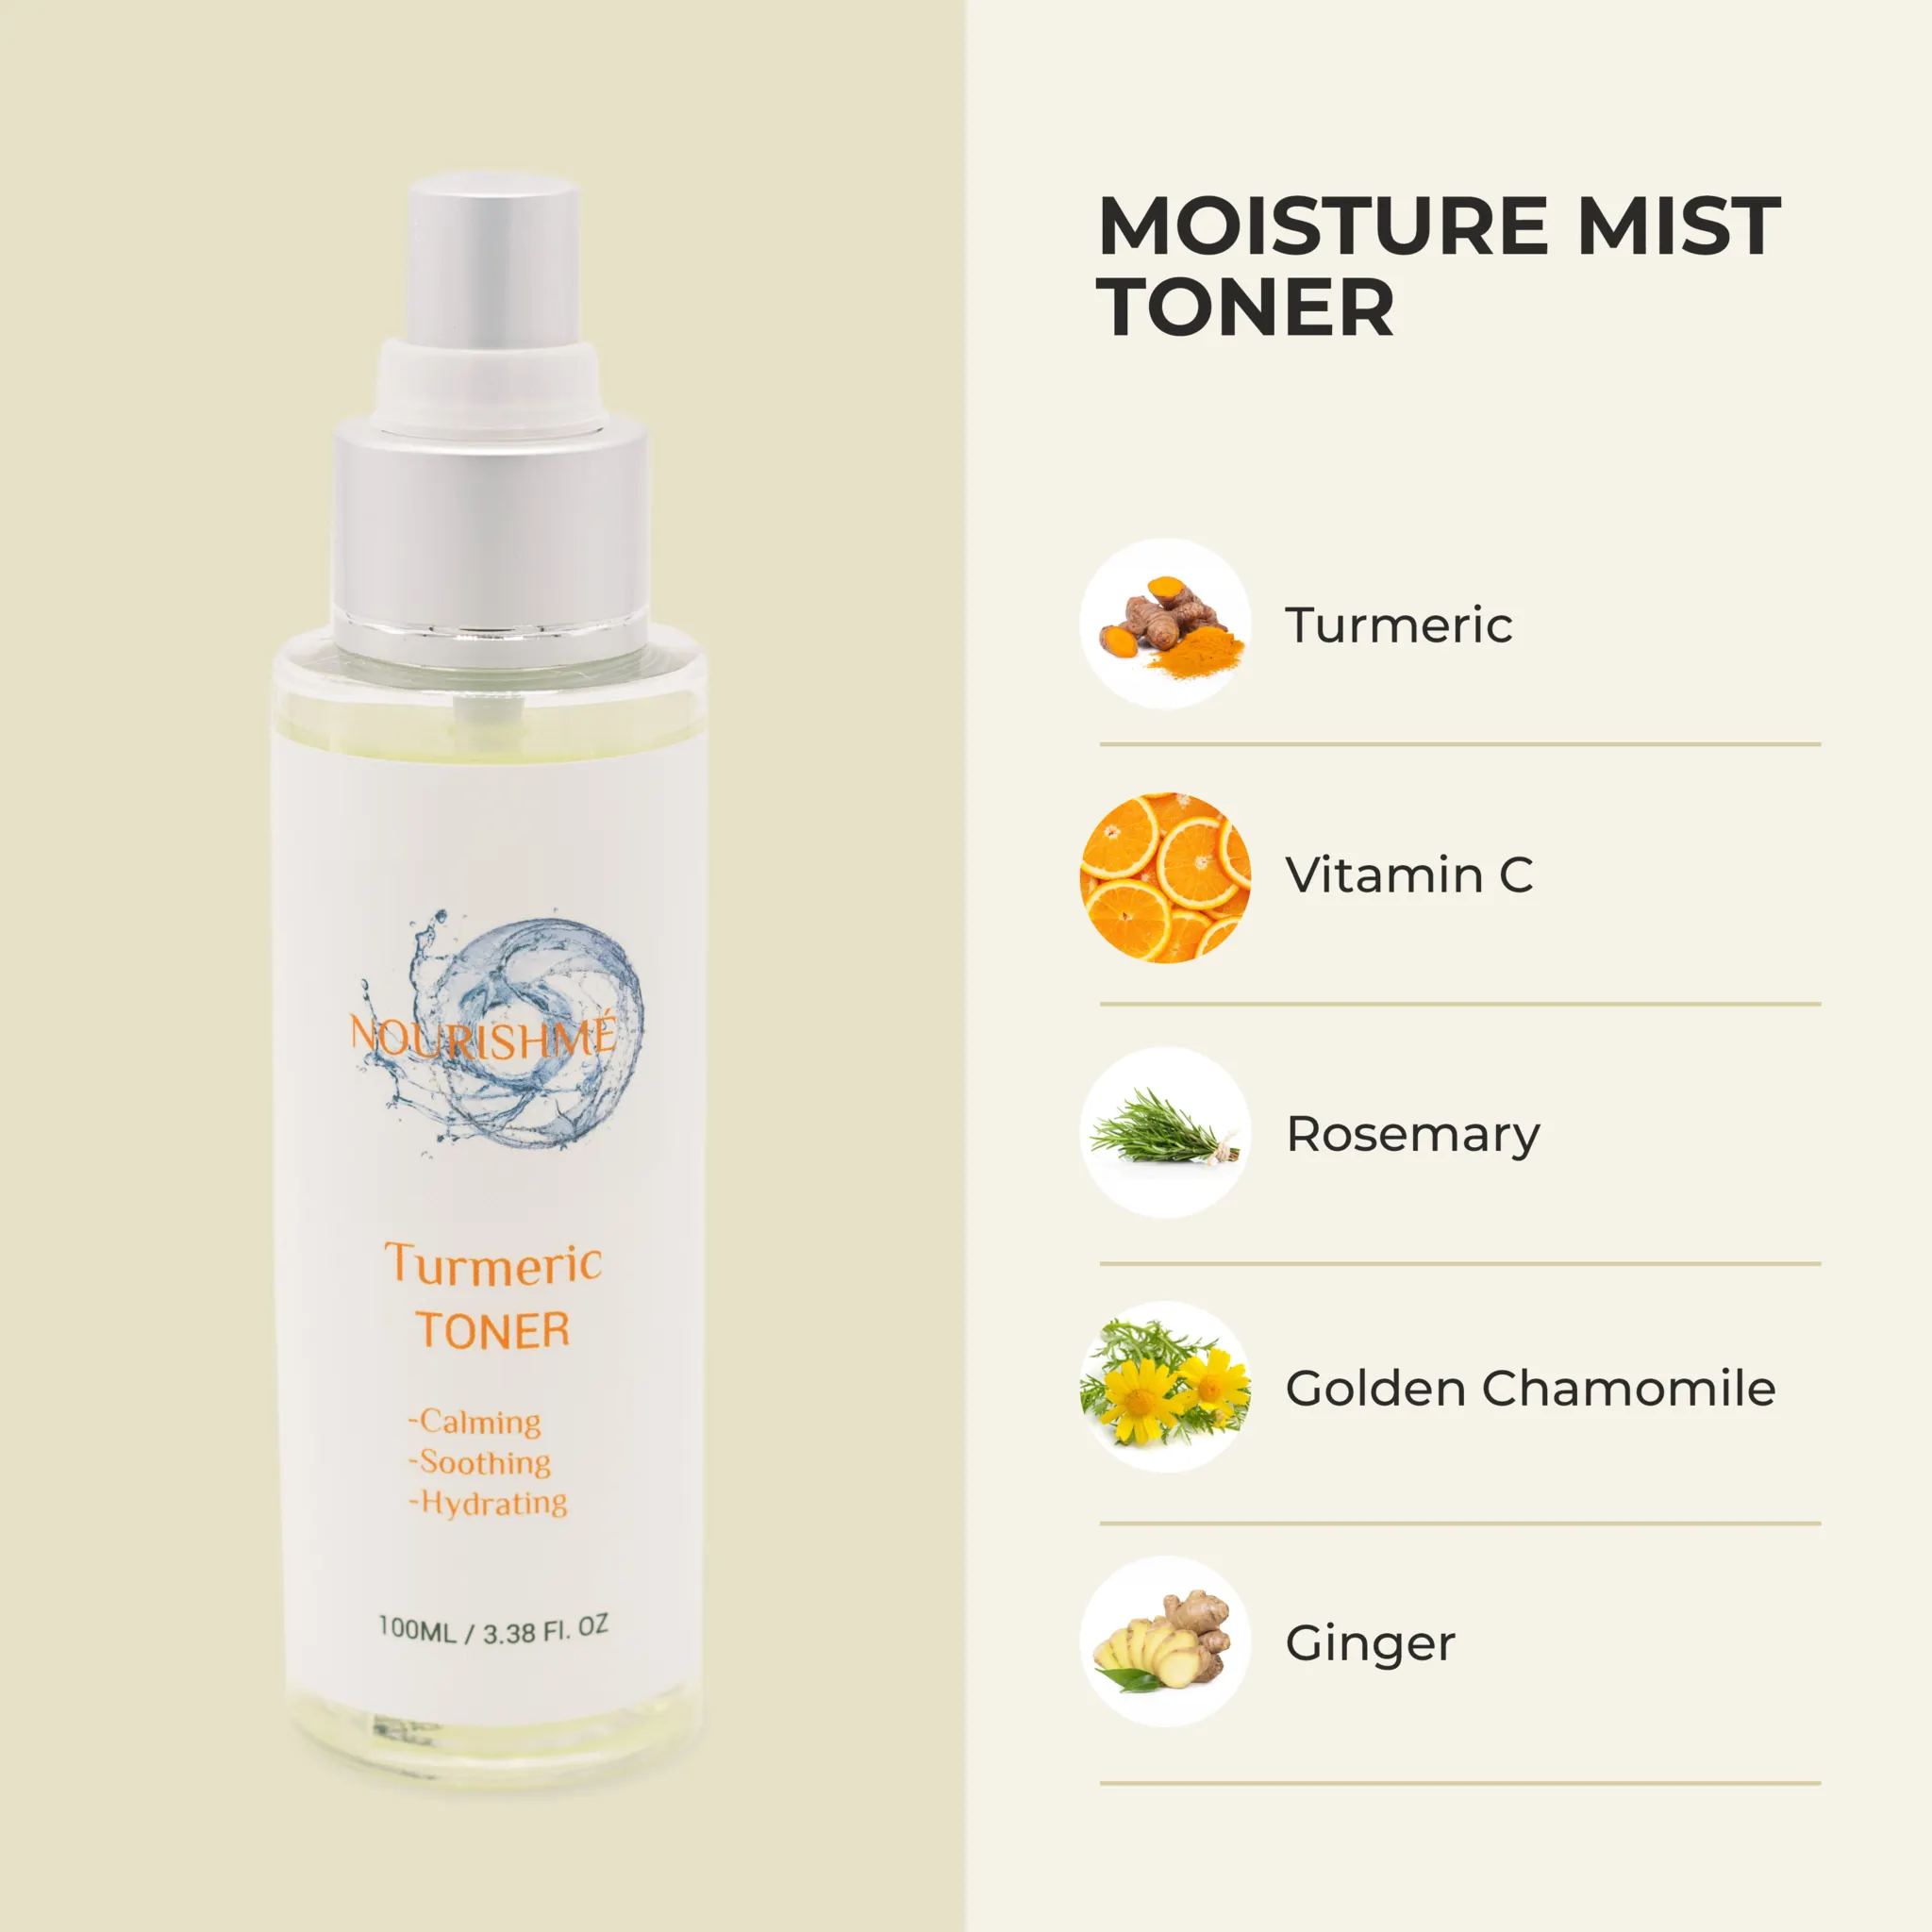 NOURISHMÉ
Turmeric
TONER
-Calming
-Soothing
-Hydrating
100ML / 3.38 Fl. OZ
MOISTURE MIST
TONER
Turmeric
Vitamin C
Rosemary
Golden Chamomile
Ginger